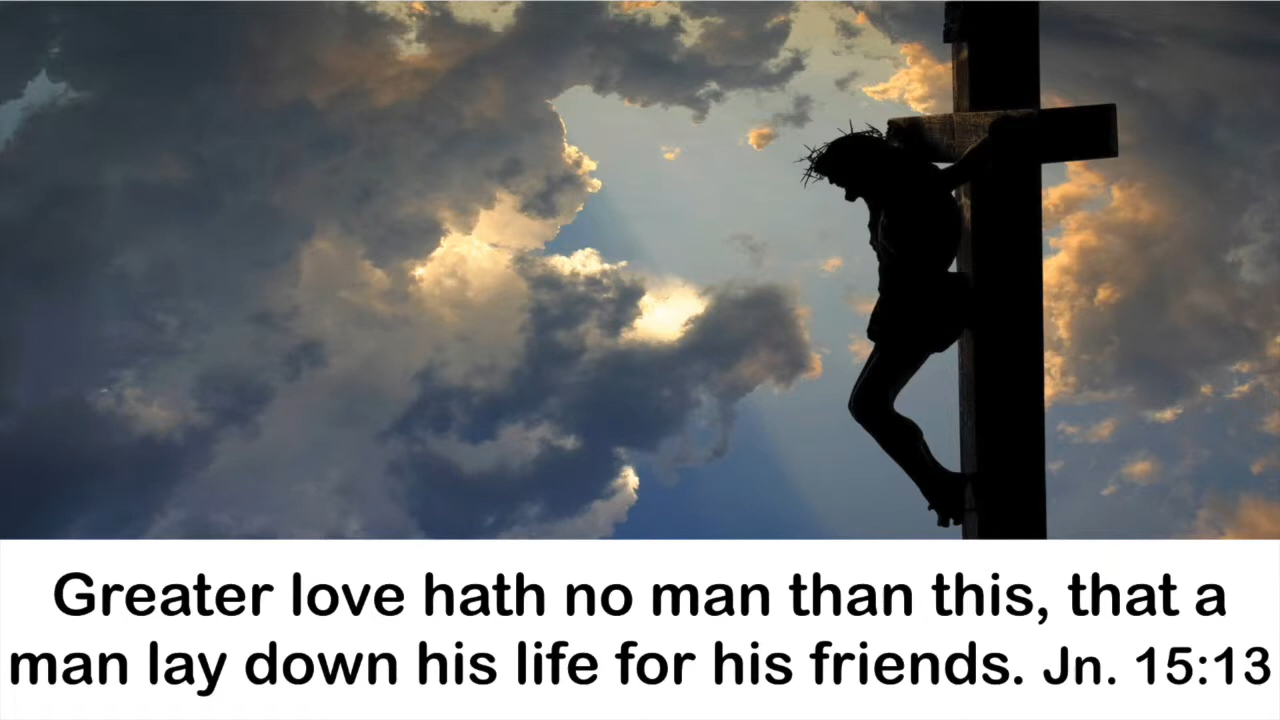 Greater love hath no man than this, that a
man lay down his life for his friends. Jn. 15:13